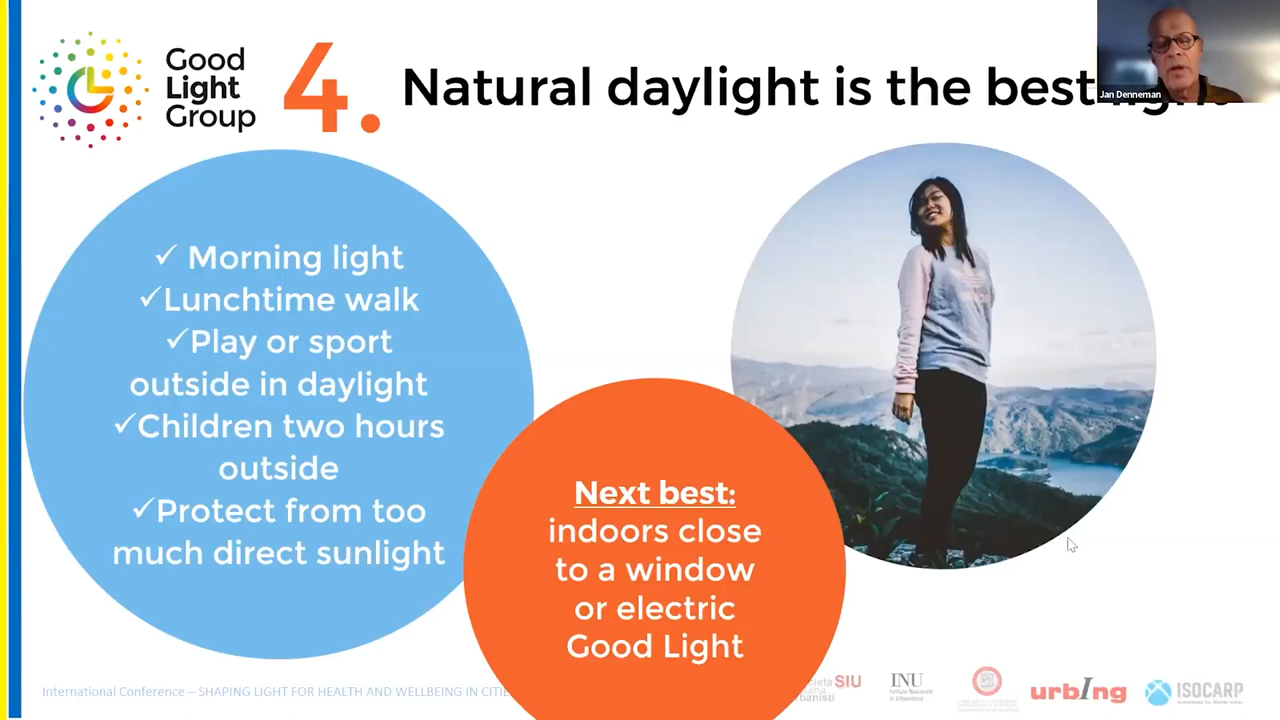 Good
Light
Group
4.
Natural daylight is the best
Jan Denneman
✓ Morning light
✓Lunchtime walk
✓Play or sport
outside in daylight
✓Children two hours
outside
✓Protect from too
much direct sunlight
Next best:
indoors close
to a window
or electric
Good Light
International Conference – SHAPING LIGHT FOR HEALTH AND WELLBEING IN CITIE
SIU
INU
Istituto Nazionale
di Urbanistica
urbIng
ISOCARP